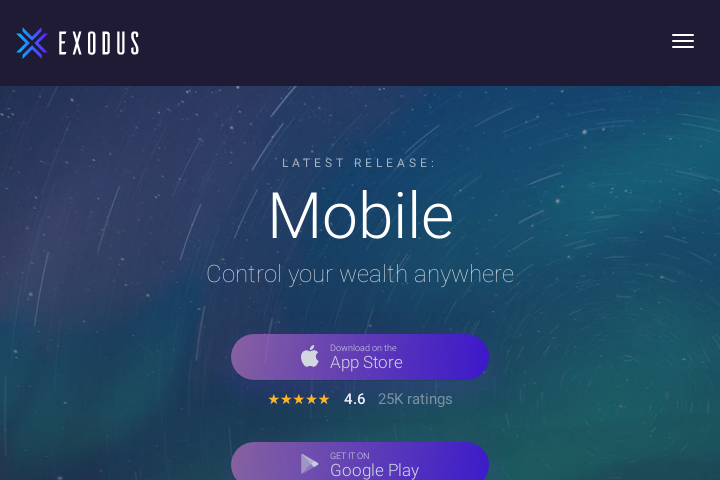 EXODUS
LATEST RELEASE:
Mobile
Control your wealth anywhere
Download on the
App Store
4.6 25K ratings
GET IT ON
Google Play